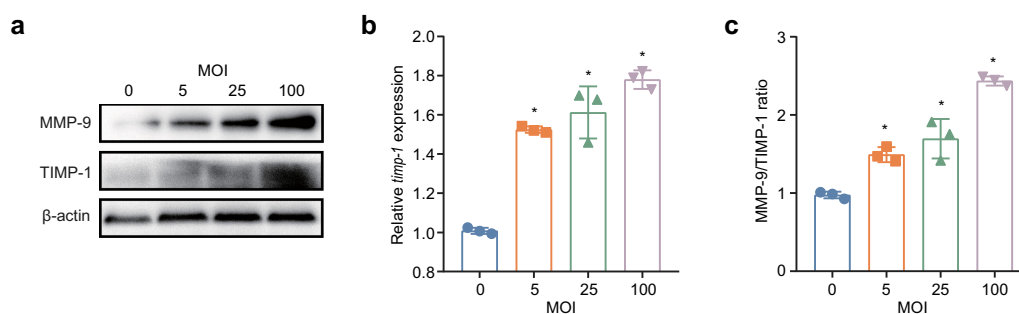 a
MOI
0 5 25 100
MMP-9
TIMP-1
β-actin
b
Relative timp-1 expression
1.8
1.6
1.4
1.2
1.0
0.8
* * *
0 5 25 100
MOI
c
MMP-9/TIMP-1 ratio
3
2
1
0
* * *
0 5 25 100
MOI